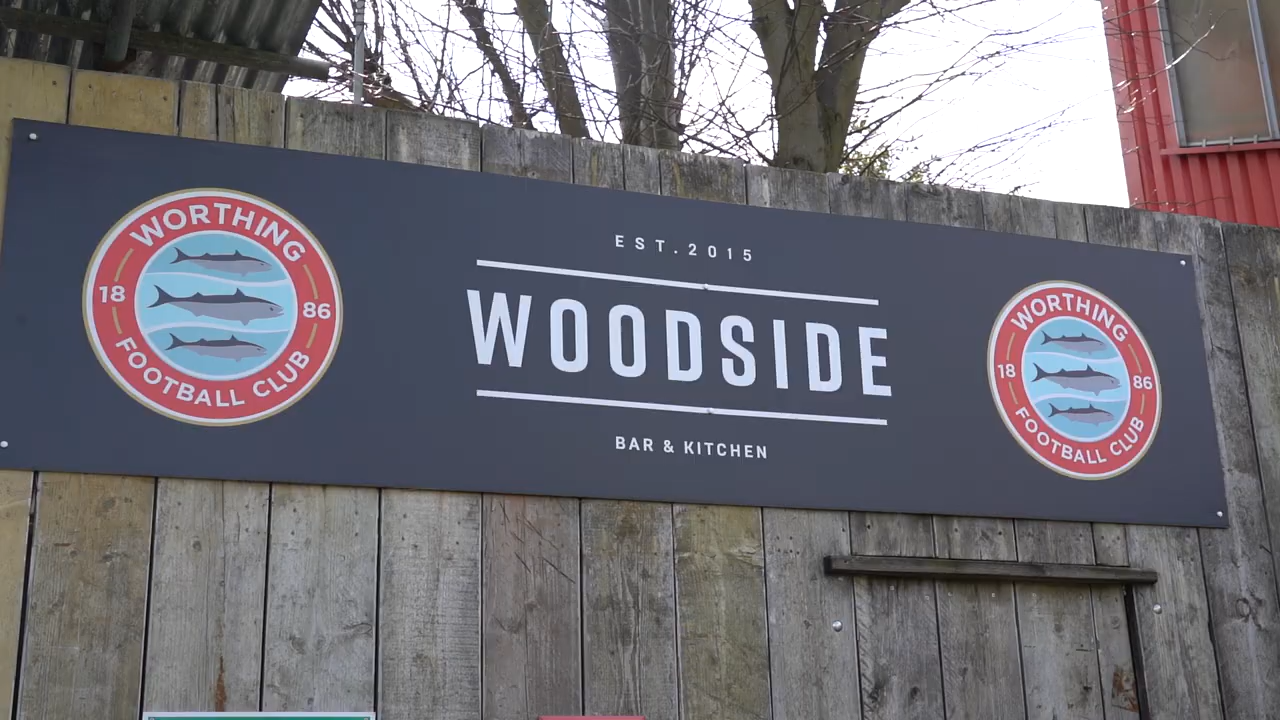 WORTHING
18 86
FOOTBALL CLUB
EST.2015
WOODSIDE
BAR & KITCHEN
WORTHING
18 86
FOOTBALL CLUB